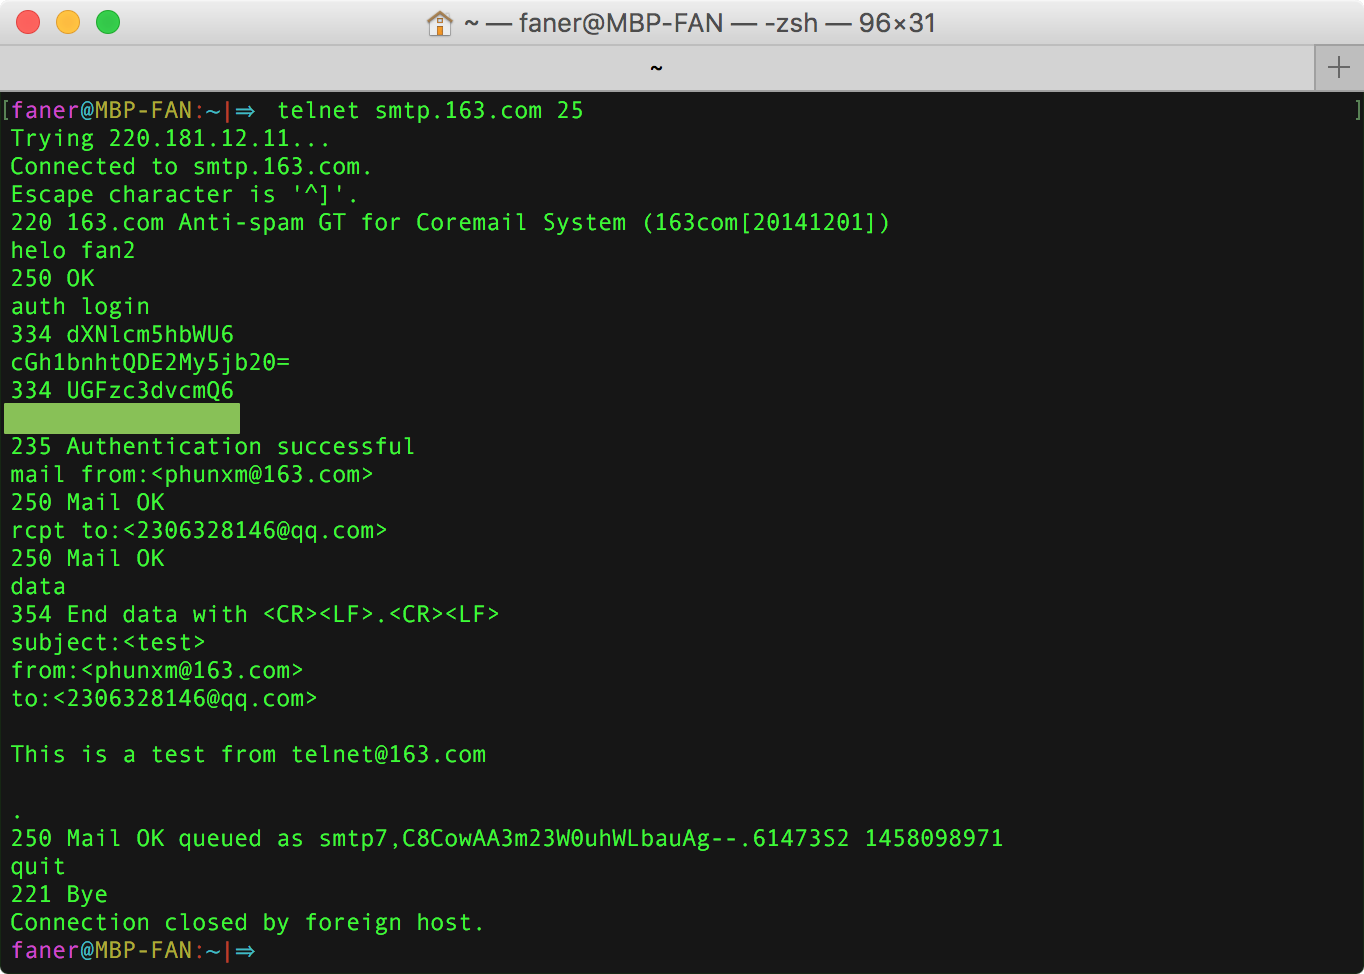 ~ — faner@MBP-FAN — -zsh — 96×31
~
[faner@MBP-FAN:~|⇒ telnet smtp.163.com 25 ]
Trying 220.181.12.11...
Connected to smtp.163.com.
Escape character is '^]'.
220 163.com Anti-spam GT for Coremail System (163com[20141201])
helo fan2
250 OK
auth login
334 dXNlcm5hbWU6
cGh1bnhtQDE2My5jb20=
334 UGFzc3dvcmQ6
235 Authentication successful
mail from:<phunxm@163.com>
250 Mail OK
rcpt to:<2306328146@qq.com>
250 Mail OK
data
354 End data with <CR><LF>.<CR><LF>
subject:<test>
from:<phunxm@163.com>
to:<2306328146@qq.com>
This is a test from telnet@163.com
.
250 Mail OK queued as smtp7,C8CowAA3m23W0uhWLbauAg--.61473S2 1458098971
quit
221 Bye
Connection closed by foreign host.
faner@MBP-FAN:~|⇒